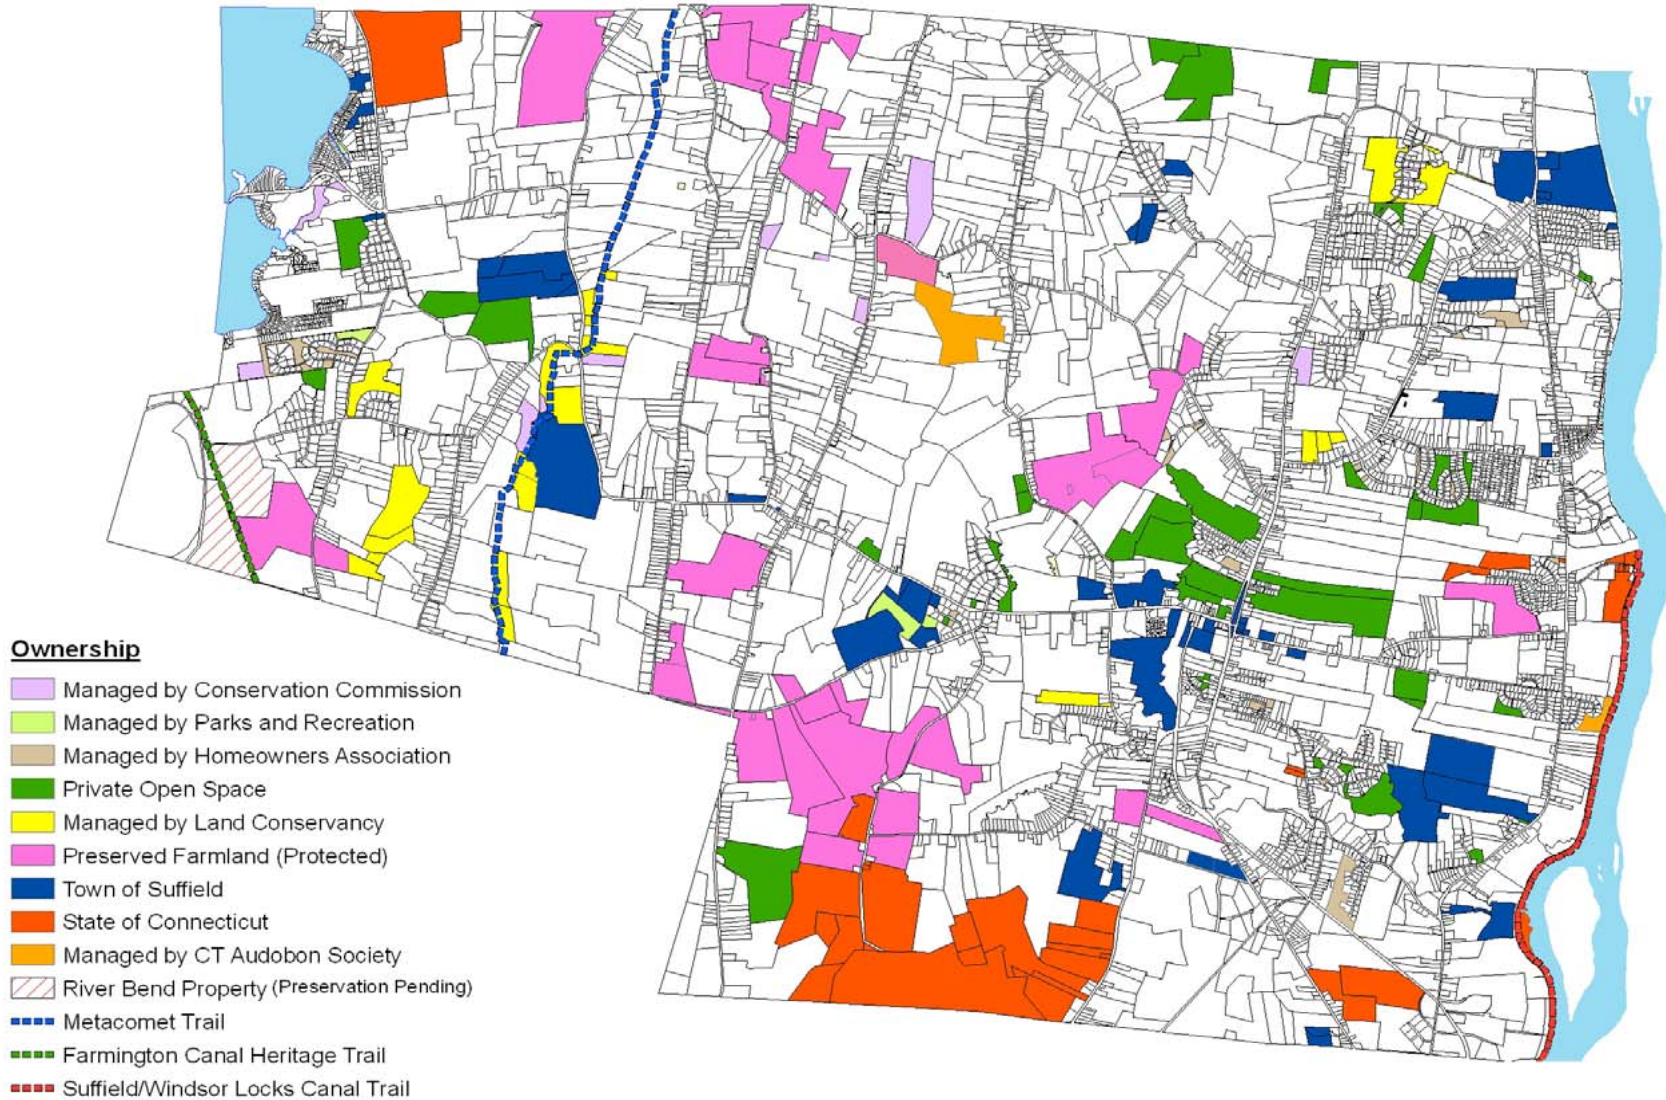 Ownership
Managed by Conservation Commission
Managed by Parks and Recreation
Managed by Homeowners Association
Private Open Space
Managed by Land Conservancy
Preserved Farmland (Protected)
Town of Suffield
State of Connecticut
Managed by CT Audobon Society
River Bend Property (Preservation Pending)
Metacomet Trail
Farmington Canal Heritage Trail
Suffield/Windsor Locks Canal Trail